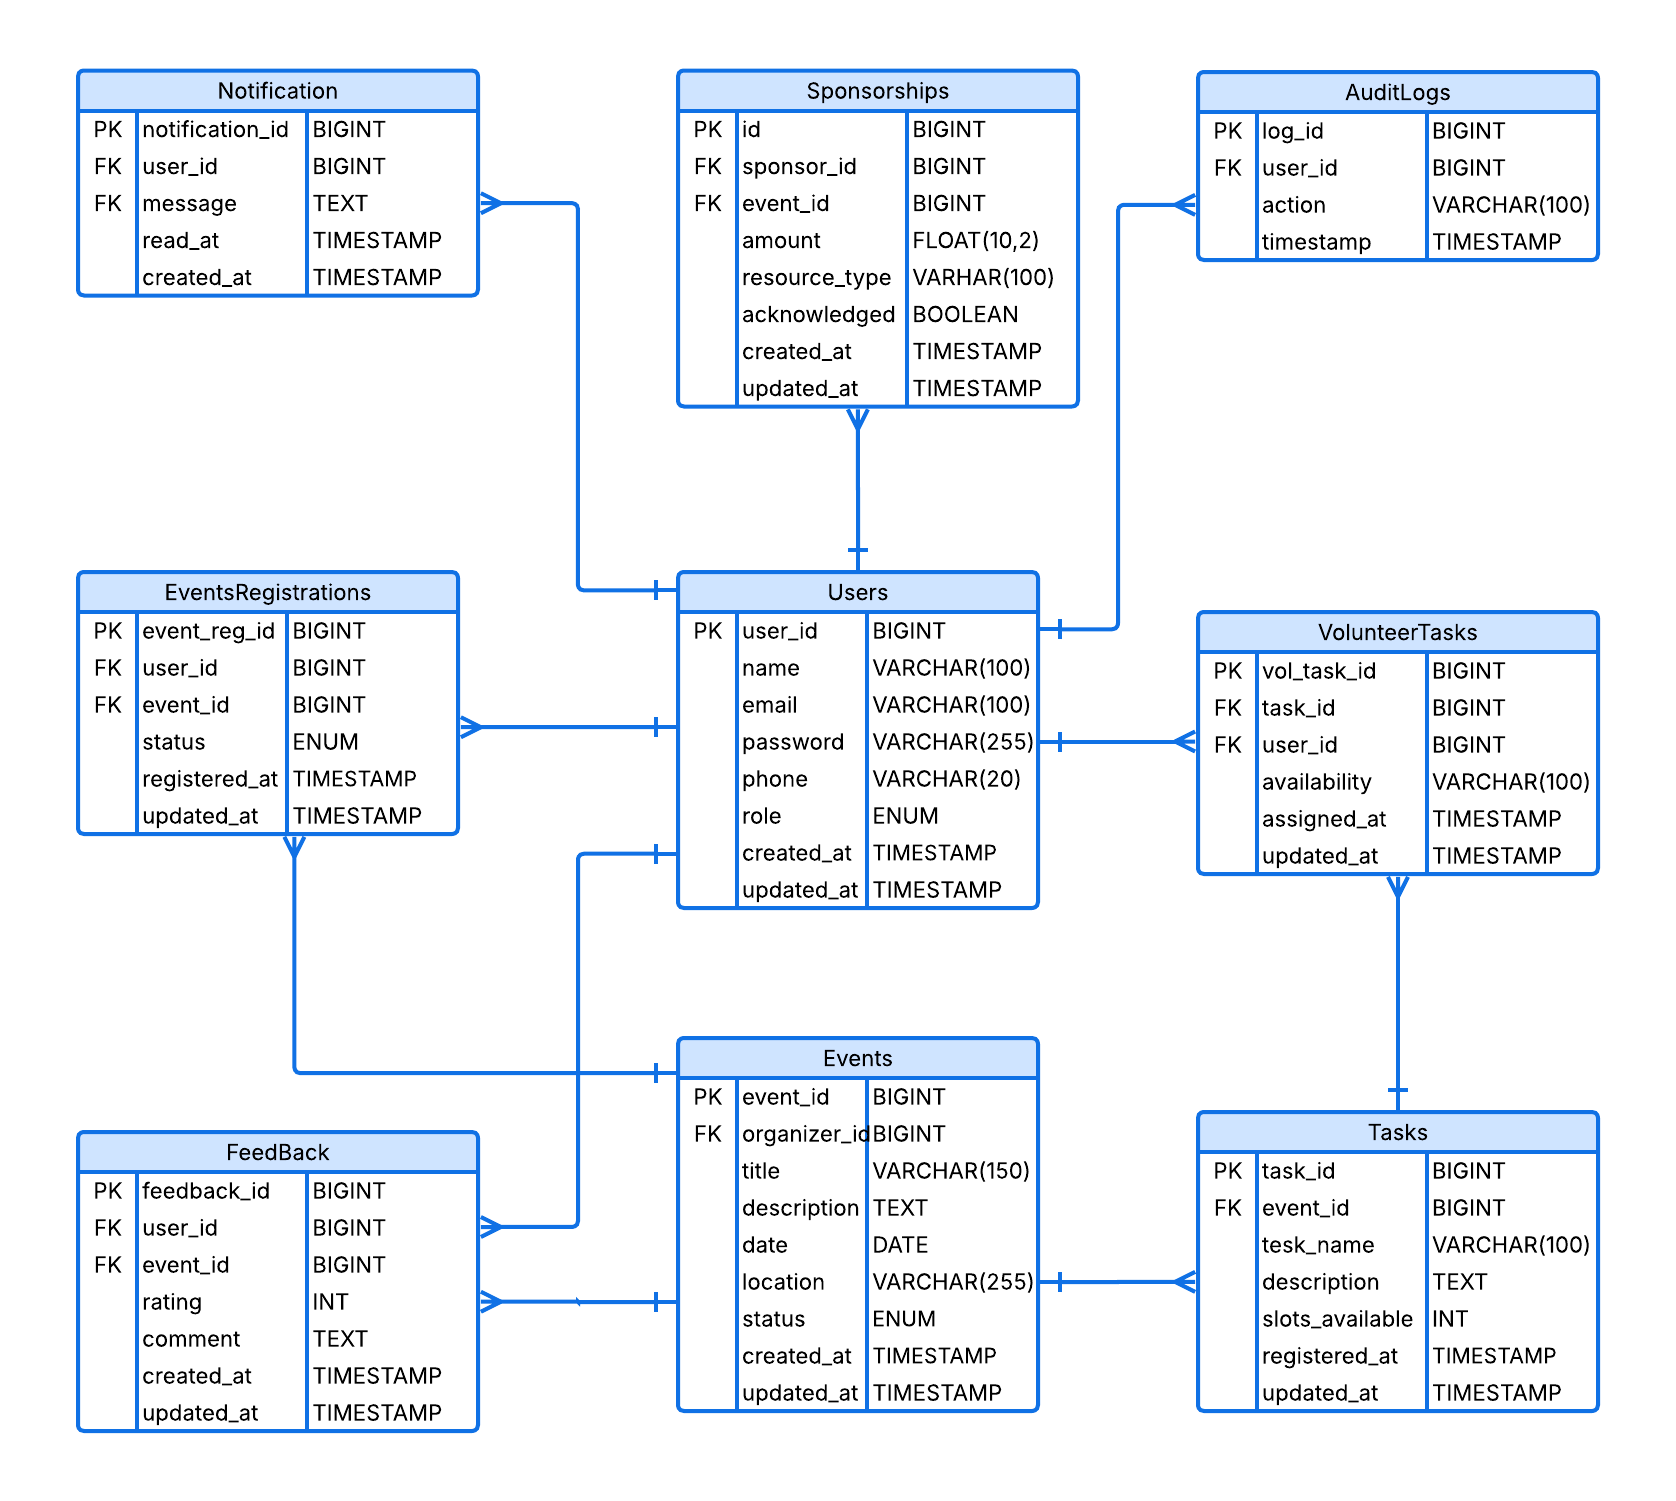 Notification
PK notification_id BIGINT
FK user_id BIGINT
FK message TEXT
read_at TIMESTAMP
created_at TIMESTAMP
Sponsorships
PK id BIGINT
FK sponsor_id BIGINT
FK event_id BIGINT
amount FLOAT(10,2)
resource_type VARHAR(100)
acknowledged BOOLEAN
created_at TIMESTAMP
updated_at TIMESTAMP
AuditLogs
PK log_id BIGINT
FK user_id BIGINT
action VARCHAR(100)
timestamp TIMESTAMP
EventsRegistrations
PK event_reg_id BIGINT
FK user_id BIGINT
FK event_id BIGINT
status ENUM
registered_at TIMESTAMP
updated_at TIMESTAMP
Users
PK user_id BIGINT
name VARCHAR(100)
email VARCHAR(100)
password VARCHAR(255)
phone VARCHAR(20)
role ENUM
created_at TIMESTAMP
updated_at TIMESTAMP
VolunteerTasks
PK vol_task_id BIGINT
FK task_id BIGINT
FK user_id BIGINT
availability VARCHAR(100)
assigned_at TIMESTAMP
updated_at TIMESTAMP
FeedBack
PK feedback_id BIGINT
FK user_id BIGINT
FK event_id BIGINT
rating INT
comment TEXT
created_at TIMESTAMP
updated_at TIMESTAMP
Events
PK event_id BIGINT
FK organizer_id BIGINT
title VARCHAR(150)
description TEXT
date DATE
location VARCHAR(255)
status ENUM
created_at TIMESTAMP
updated_at TIMESTAMP
Tasks
PK task_id BIGINT
FK event_id BIGINT
tesk_name VARCHAR(100)
description TEXT
slots_available INT
registered_at TIMESTAMP
updated_at TIMESTAMP